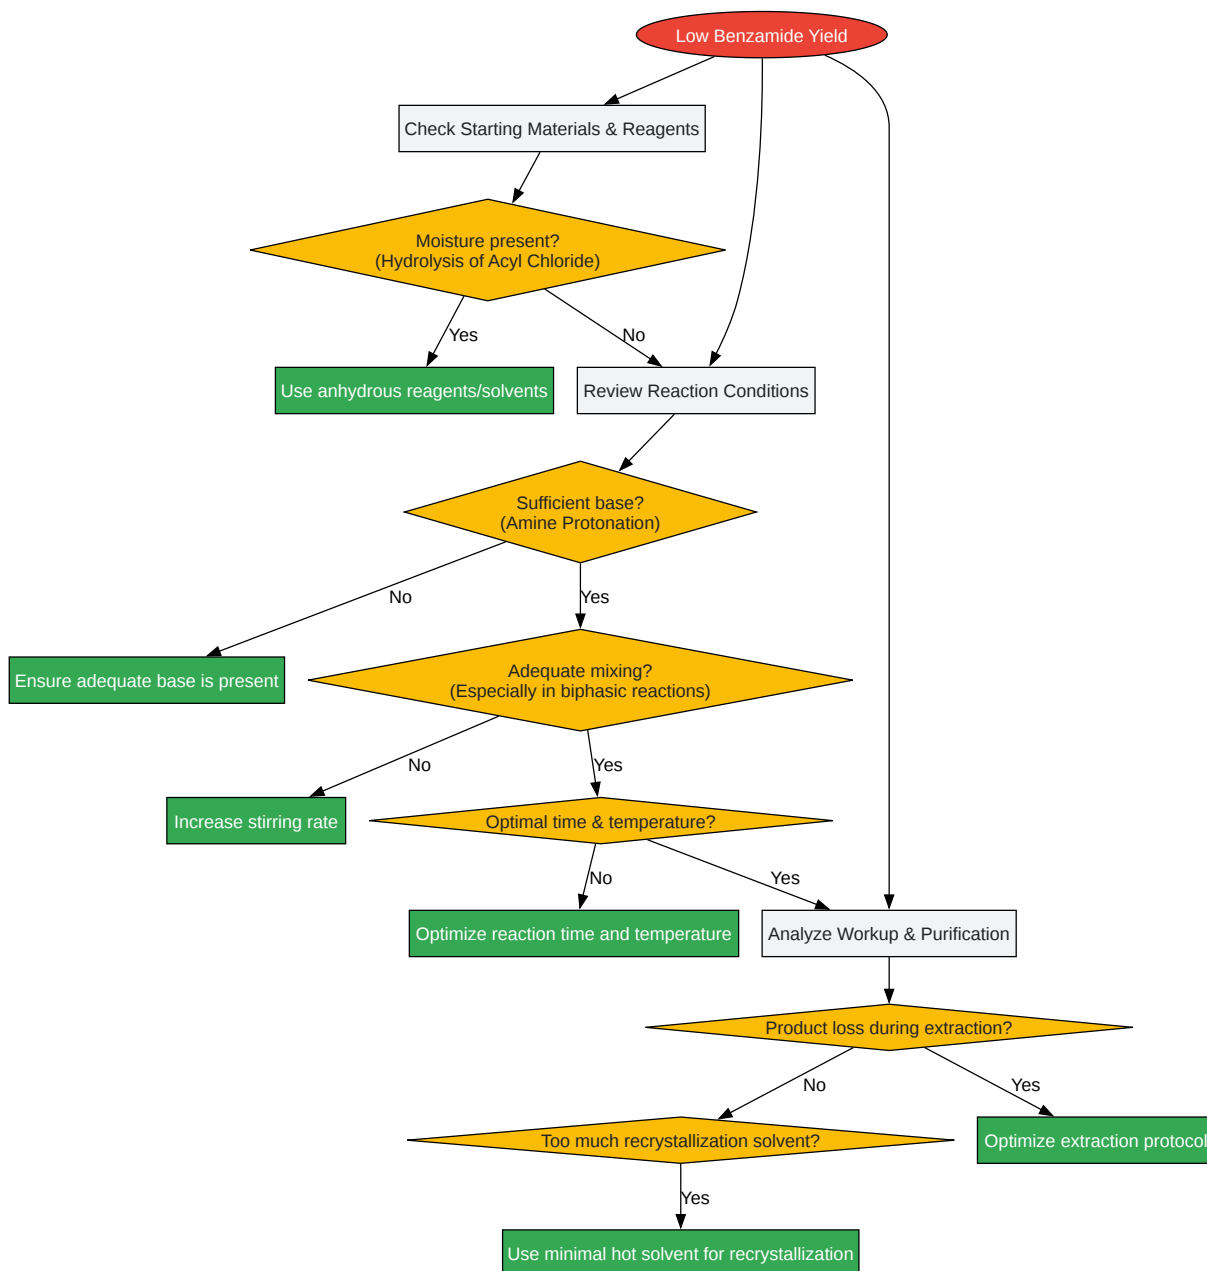 Low Benzamide Yield
Check Starting Materials & Reagents
Moisture present?
(Hydrolysis of Acyl Chloride)
Yes
No
Use anhydrous reagents/solvents
Review Reaction Conditions
Sufficient base?
(Amine Protonation)
No
Yes
Ensure adequate base is present
Adequate mixing?
(Especially in biphasic reactions)
No
Yes
Increase stirring rate
Optimal time & temperature?
No
Yes
Optimize reaction time and temperature
Analyze Workup & Purification
Product loss during extraction?
No
Yes
Too much recrystallization solvent?
Optimize extraction protocol
Yes
Use minimal hot solvent for recrystallization